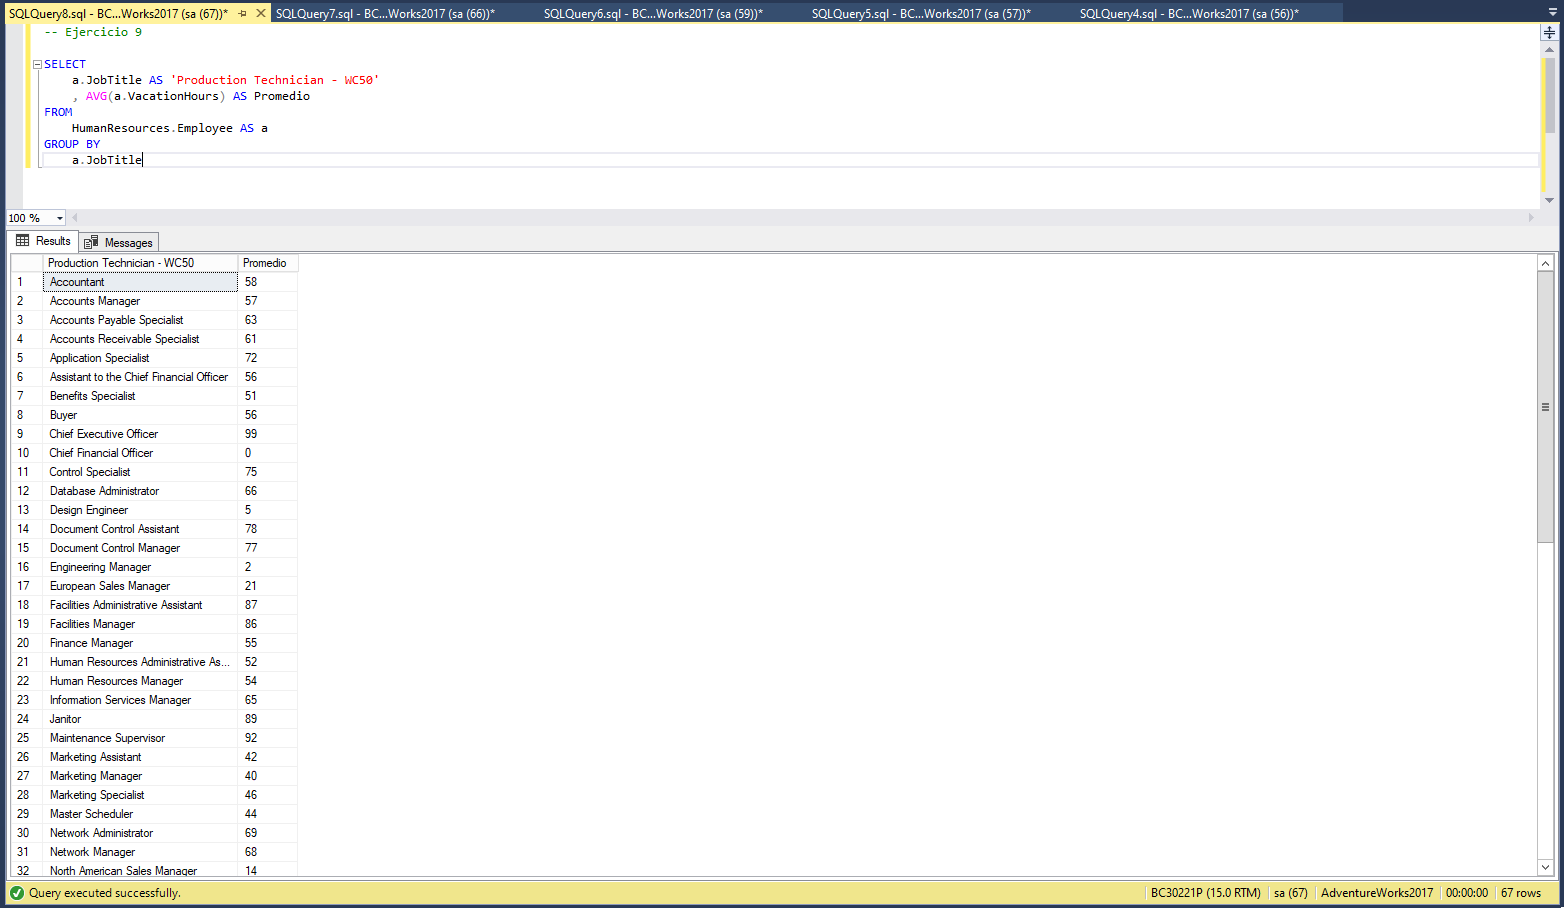 SQLQuery8.sql - BC...Works2017 (sa (67))* SQLQuery7.sql - BC...Works2017 (sa (66))* SQLQuery6.sql - BC...Works2017 (sa (59))* SQLQuery5.sql - BC...Works2017 (sa (57))* SQLQuery4.sql - BC...Works2017 (sa (56))*
-- Ejercicio 9
SELECT
a.JobTitle AS 'Production Technician - WC50'
, AVG(a.VacationHours) AS Promedio
FROM
HumanResources.Employee AS a
GROUP BY
a.JobTitle
100 %
Results Messages
Production Technician - WC50 Promedio
1 Accountant 58
2 Accounts Manager 57
3 Accounts Payable Specialist 63
4 Accounts Receivable Specialist 61
5 Application Specialist 72
6 Assistant to the Chief Financial Officer 56
7 Benefits Specialist 51
8 Buyer 56
9 Chief Executive Officer 99
10 Chief Financial Officer 0
11 Control Specialist 75
12 Database Administrator 66
13 Design Engineer 5
14 Document Control Assistant 78
15 Document Control Manager 77
16 Engineering Manager 2
17 European Sales Manager 21
18 Facilities Administrative Assistant 87
19 Facilities Manager 86
20 Finance Manager 55
21 Human Resources Administrative As... 52
22 Human Resources Manager 54
23 Information Services Manager 65
24 Janitor 89
25 Maintenance Supervisor 92
26 Marketing Assistant 42
27 Marketing Manager 40
28 Marketing Specialist 46
29 Master Scheduler 44
30 Network Administrator 69
31 Network Manager 68
32 North American Sales Manager 14
Query executed successfully. BC30221P (15.0 RTM) sa (67) AdventureWorks2017 00:00:00 67 rows